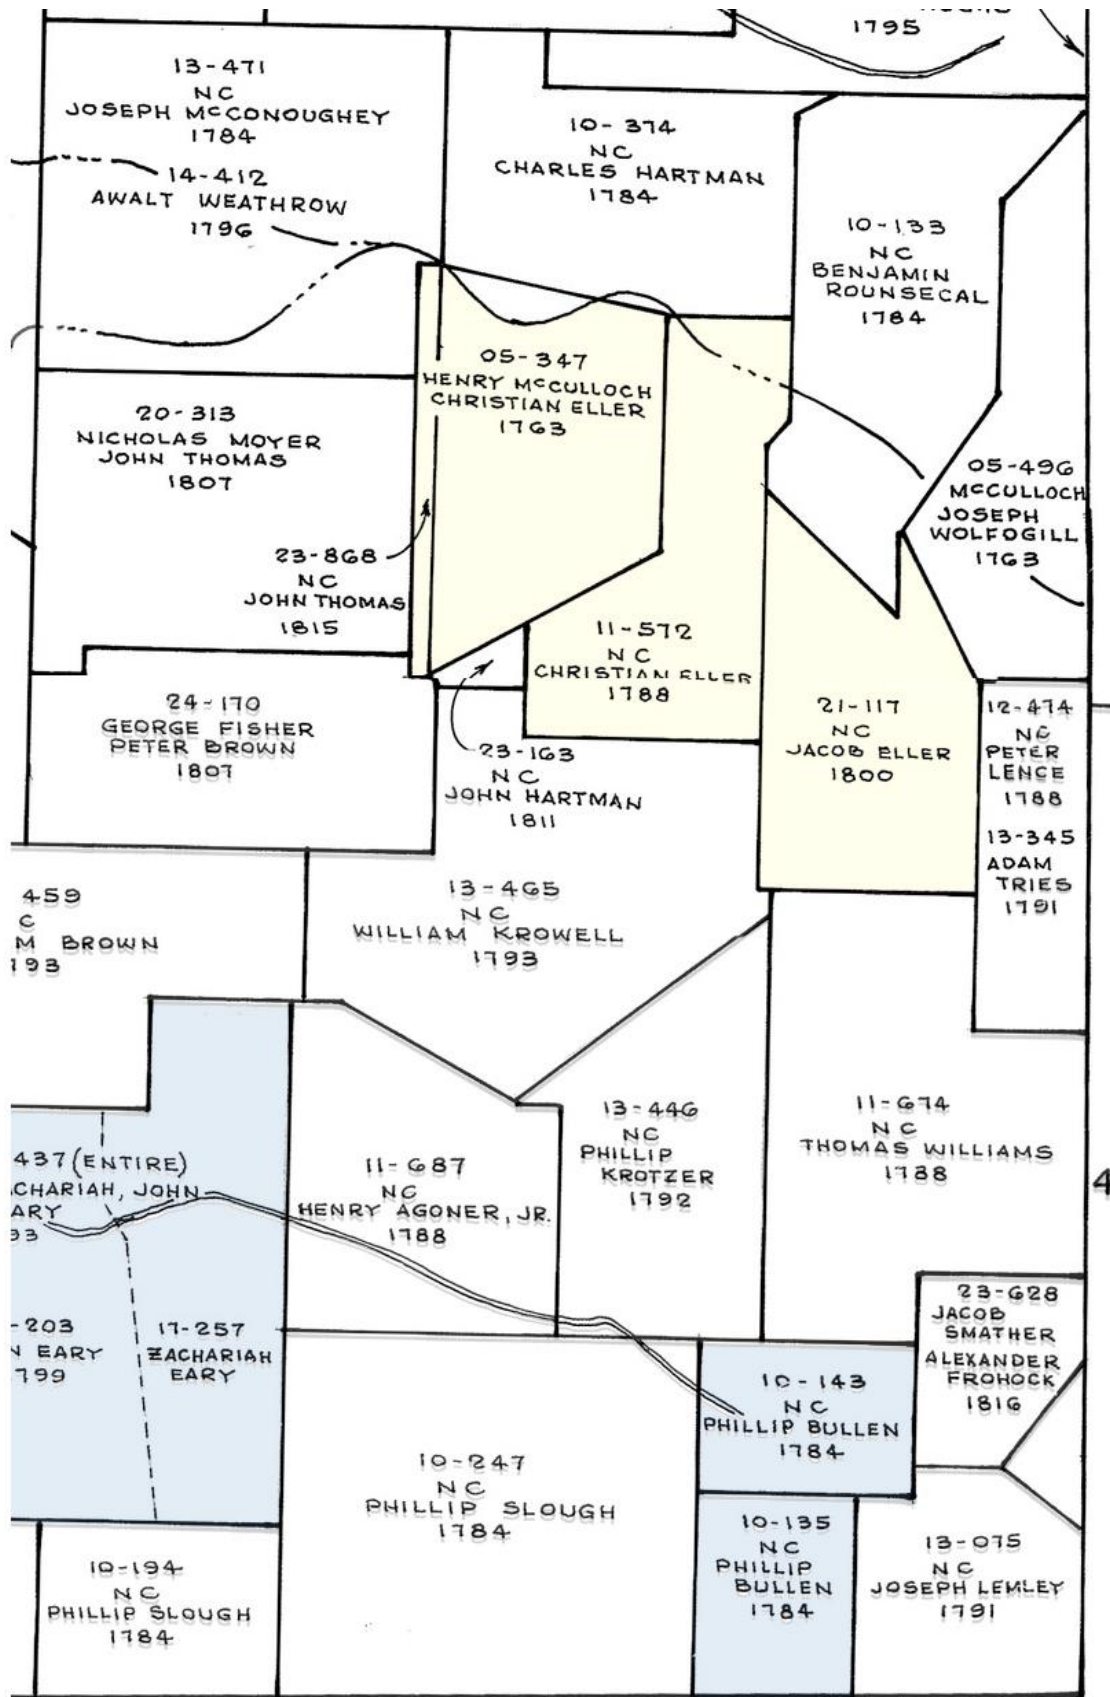 1795
13-471
NC
JOSEPH McCONOUGHEY
1784
14-412
AWALT WEATHROW
1796
10-374
NC
CHARLES HARTMAN
1784
10-133
NC
BENJAMIN
ROUNSECAL
1784
05-347
HENRY McCULLOCH
CHRISTIAN ELLER
1763
20-313
NICHOLAS MOYER
JOHN THOMAS
1807
05-496
McCULLOCH
JOSEPH
WOLFOGILL
1763
23-868
NC
JOHN THOMAS
1815
11-572
NC
CHRISTIAN ELLER
1788
24-170
GEORGE FISHER
PETER BROWN
1807
21-117
NC
JACOB ELLER
1800
12-474
NC
PETER
LENCE
1788
13-345
ADAM
TRIES
1791
23-163
NC
JOHN HARTMAN
1811
459
C
M BROWN
793
13-465
NC
WILLIAM KROWELL
1793
13-446
NC
PHILLIP
KROTZER
1792
11-674
NC
THOMAS WILLIAMS
1788
437 (ENTIRE)
CHARIAH, JOHN
ARY
93
11-687
NC
HENRY AGONER, JR.
1788
4
-203
N EARY
799
17-257
ZACHARIAH
EARY
23-628
JACOB
SMATHER
ALEXANDER
FROHOCK
1816
10-143
NC
PHILLIP BULLEN
1784
10-247
NC
PHILLIP SLOUGH
1784
10-135
NC
PHILLIP
BULLEN
1784
13-075
NC
JOSEPH LEMLEY
1791
10-194
NC
PHILLIP SLOUGH
1784